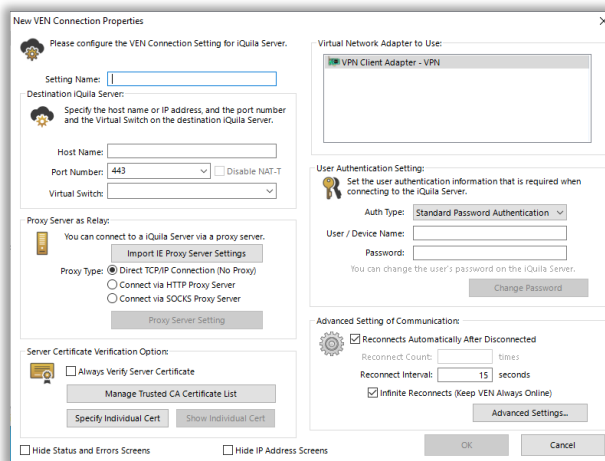 New VEN Connection Properties
Please configure the VEN Connection Setting for iQuila Server.
Setting Name:
Destination iQuila Server:
Specify the host name or IP address, and the port number
and the Virtual Switch on the destination iQuila Server.
Host Name:
Port Number: 443 Disable NAT-T
Virtual Switch:
Proxy Server as Relay:
You can connect to a iQuila Server via a proxy server.
Import IE Proxy Server Settings
Proxy Type: Direct TCP/IP Connection (No Proxy)
Connect via HTTP Proxy Server
Connect via SOCKS Proxy Server
Proxy Server Setting
Server Certificate Verification Option:
Always Verify Server Certificate
Manage Trusted CA Certificate List
Specify Individual Cert Show Individual Cert
Hide Status and Errors Screens Hide IP Address Screens
Virtual Network Adapter to Use:
VPN Client Adapter - VPN
User Authentication Setting:
Set the user authentication information that is required when
connecting to the iQuila Server.
Auth Type: Standard Password Authentication
User / Device Name:
Password:
You can change the user's password on the iQuila Server.
Change Password
Advanced Setting of Communication:
Reconnects Automatically After Disconnected
Reconnect Count: times
Reconnect Interval: 15 seconds
Infinite Reconnects (Keep VEN Always Online)
Advanced Settings...
OK Cancel